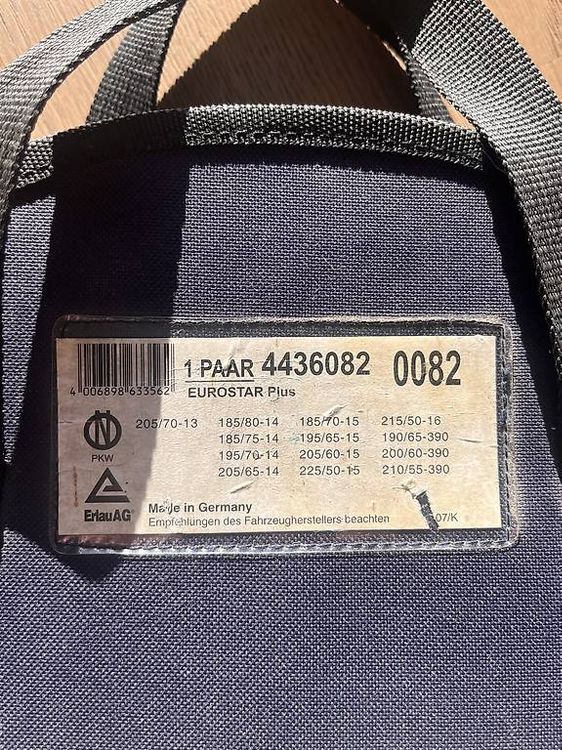 1 PAAR 4436082 0082
4 006898 633562
EUROSTAR Plus
205/70-13 185/80-14 185/70-15 215/50-16
185/75-14 195/65-15 190/65-390
195/70-14 205/60-15 200/60-390
205/65-14 225/50-15 210/55-390
PKW
ErlauAG
Made in Germany
Empfehlungen des Fahrzeugherstellers beachten 07/K